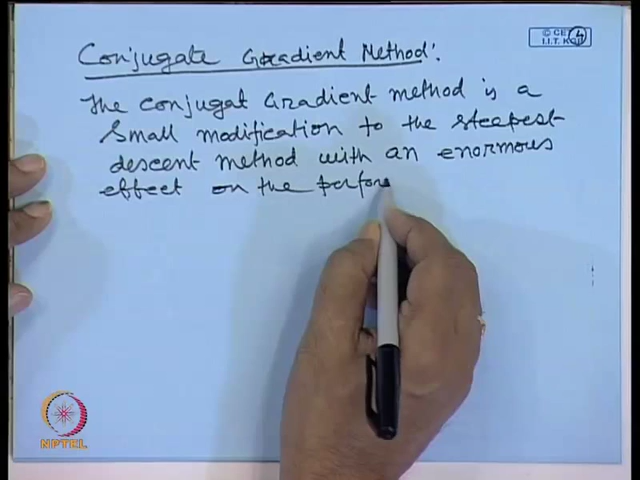 © CET
I.I.T. KGP
Conjugate Gradient Method:
The Conjugat Gradient method is a
Small modification to the steepest-
descent method with an enormous
effect on the perfor
NPTEL